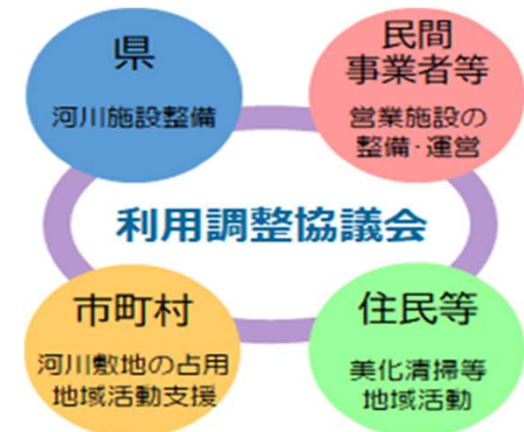 県
河川施設整備
民間
事業者等
営業施設の
整備・運営
利用調整協議会
市町村
河川敷地の占用
地域活動支援
住民等
美化清掃等
地域活動